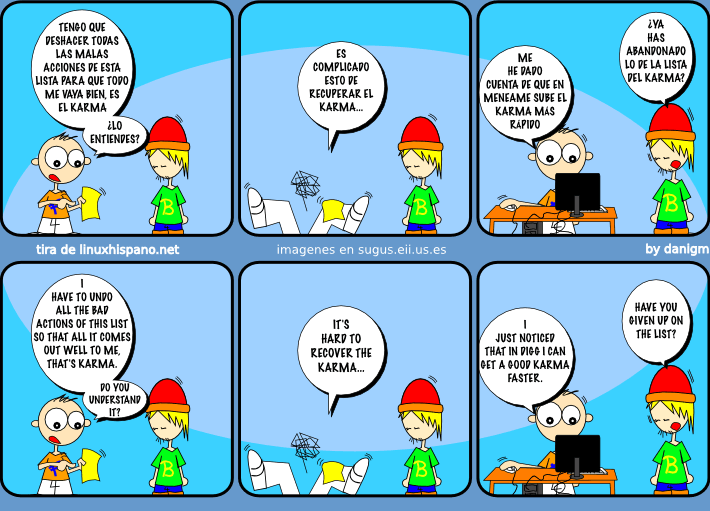 TENGO QUE
DESHACER TODAS
LAS MALAS
ACCIONES DE ESTA
LISTA PARA QUE TODO
ME VAYA BIEN, ES
EL KARMA
¿LO
ENTIENDES?
B
ES
COMPLICADO
ESTO DE
RECUPERAR EL
KARMA...
B
ME
HE DADO
CUENTA DE QUE EN
MENEAME SUBE EL
KARMA MÁS
RÁPIDO
¿YA
HAS
ABANDONADO
LO DE LA LISTA
DEL KARMA?
B
tira de linuxhispano.net
imagenes en sugus.eii.us.es
by danigm
I
HAVE TO UNDO
ALL THE BAD
ACTIONS OF THIS LIST
SO THAT ALL IT COMES
OUT WELL TO ME,
THAT'S KARMA.
DO YOU
UNDERSTAND
IT?
B
IT'S
HARD TO
RECOVER THE
KARMA...
B
I
JUST NOTICED
THAT IN DIGG I CAN
GET A GOOD KARMA
FASTER.
HAVE YOU
GIVEN UP ON
THE LIST?
B